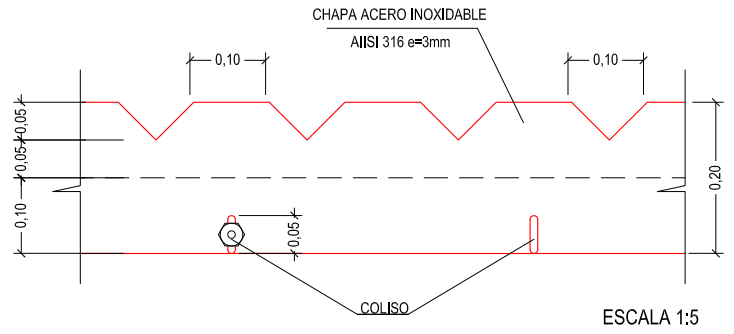 CHAPA ACERO INOXIDABLE
AIISI 316 e=3mm
0,10
0,10
0,05
0,05
0,10
0,20
0,05
COLISO
ESCALA 1:5